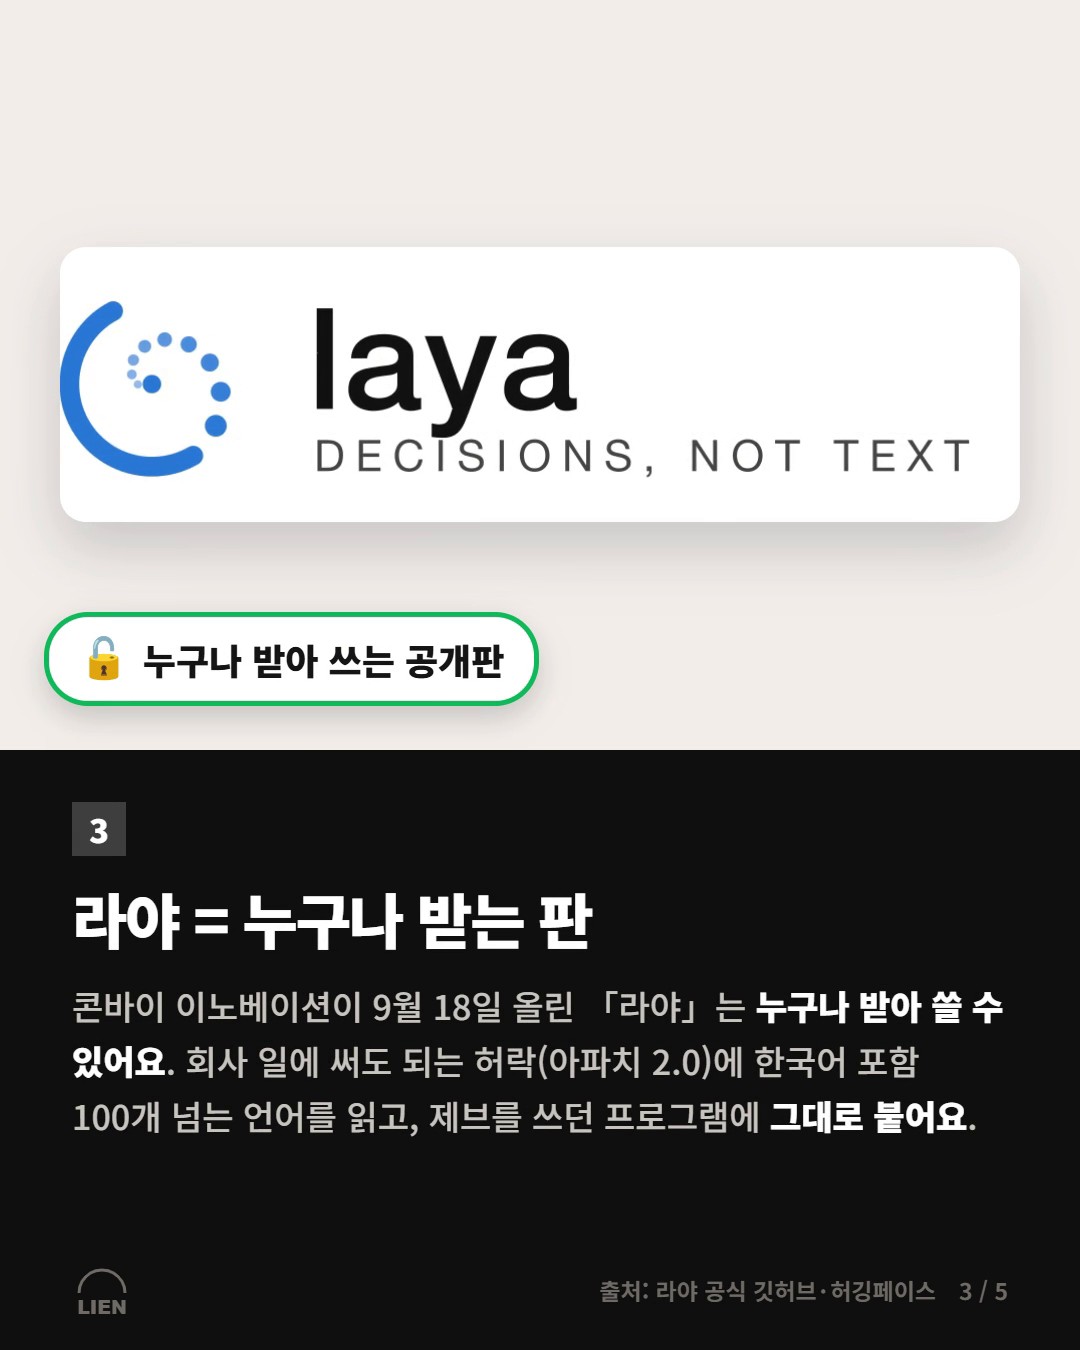 laya
DECISIONS, NOT TEXT
누구나 받아 쓰는 공개판
3
라야 = 누구나 받는 판
콘바이 이노베이션이 9월 18일 올린 「라야」는 누구나 받아 쓸 수
있어요. 회사 일에 써도 되는 허락(아파치 2.0)에 한국어 포함
100개 넘는 언어를 읽고, 제브를 쓰던 프로그램에 그대로 붙어요.
LIEN
출처: 라야 공식 깃허브·허깅페이스 3 / 5